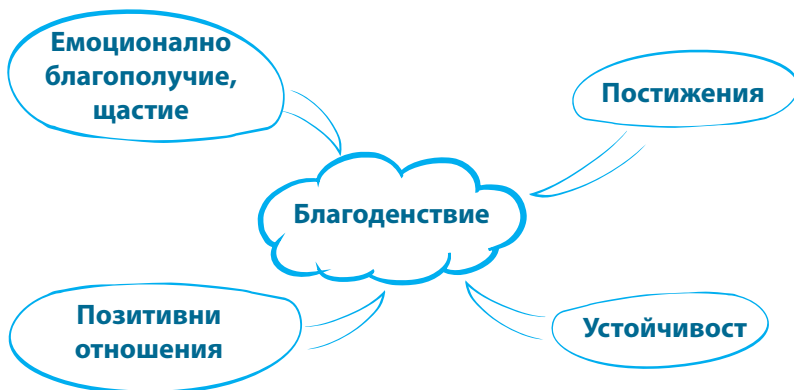 Емоционално
благополучие,
щастие
Постижения
Благоденствие
Позитивни
отношения
Устойчивост